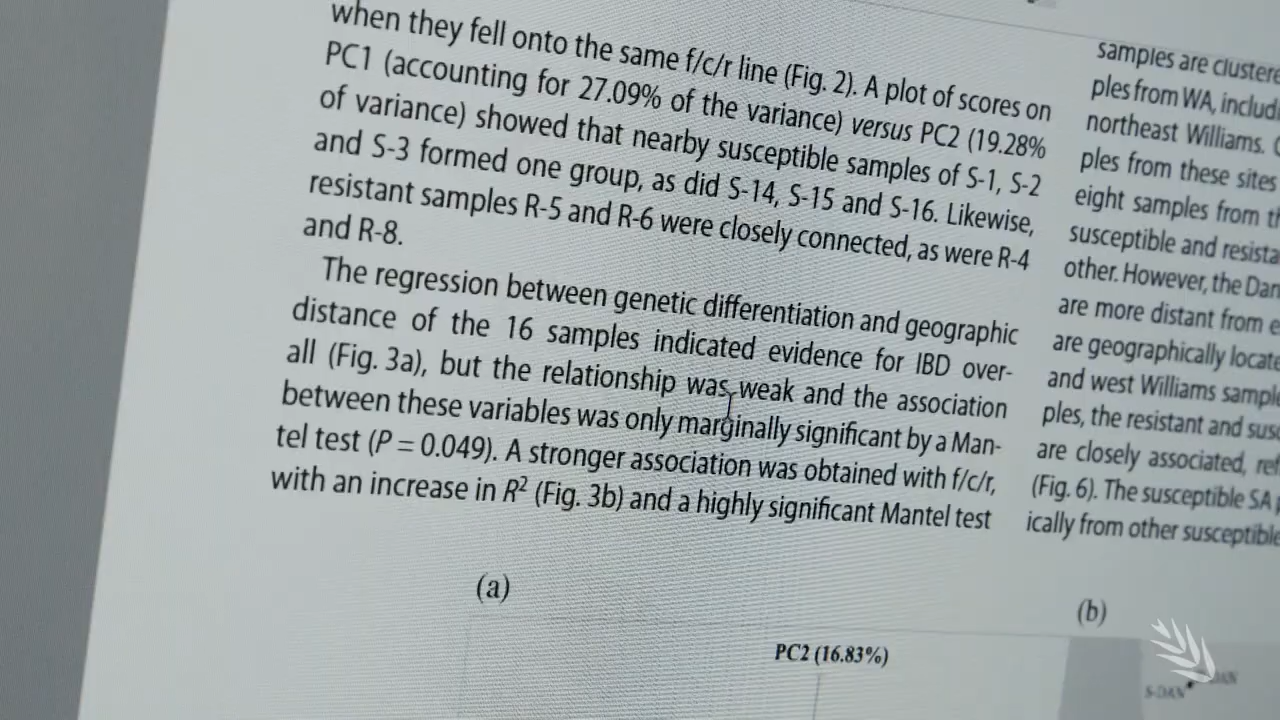 when they fell onto the same f/c/r line (Fig. 2). A plot of scores on
PC1 (accounting for 27.09% of the variance) versus PC2 (19.28%
of variance) showed that nearby susceptible samples of S-1, S-2
and S-3 formed one group, as did S-14, S-15 and S-16. Likewise,
resistant samples R-5 and R-6 were closely connected, as were R-4
and R-8.
The regression between genetic differentiation and geographic
distance of the 16 samples indicated evidence for IBD over-
all (Fig. 3a), but the relationship was weak and the association
between these variables was only marginally significant by a Man-
tel test (P = 0.049). A stronger association was obtained with f/c/r,
with an increase in R² (Fig. 3b) and a highly significant Mantel test
samples are clustere
ples from WA, includi
northeast Williams.
ples from these sites
eight samples from th
susceptible and resista
other. However, the Dan
are more distant from e
are geographically locate
and west Williams sample
ples, the resistant and susc
are closely associated, ref
(Fig. 6). The susceptible SA
ically from other susceptible
(a)
PC2 (16.83%)
(b)
S-DAN